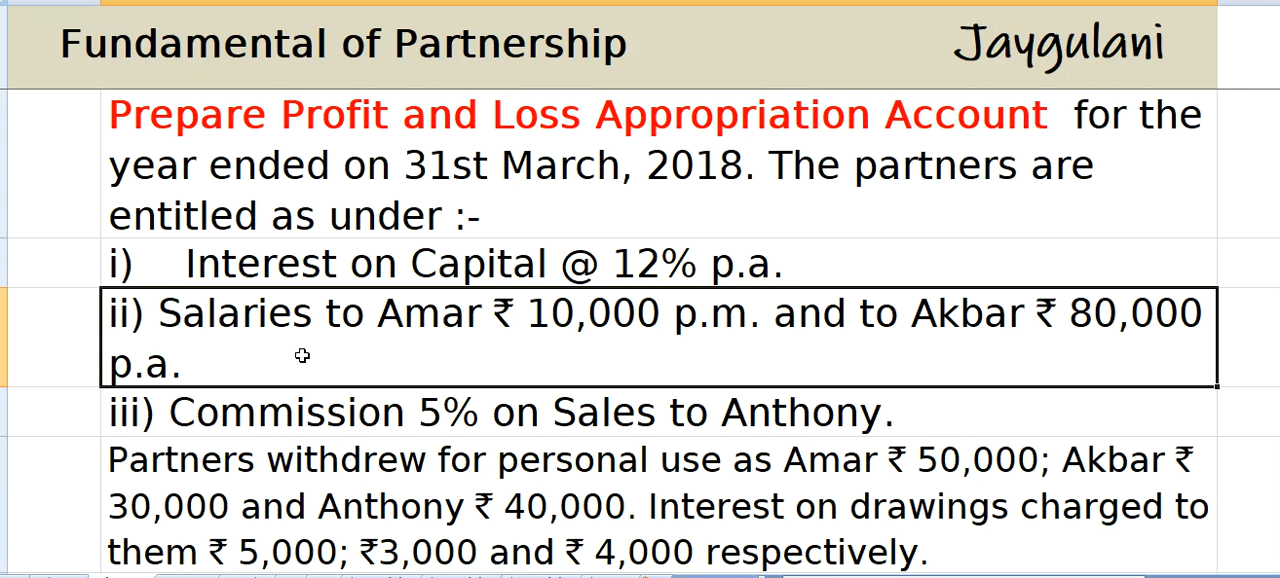 Fundamental of Partnership Jaygulani
Prepare Profit and Loss Appropriation Account for the
year ended on 31st March, 2018. The partners are
entitled as under :-
i) Interest on Capital @ 12% p.a.
ii) Salaries to Amar ₹ 10,000 p.m. and to Akbar ₹ 80,000
p.a.
iii) Commission 5% on Sales to Anthony.
Partners withdrew for personal use as Amar ₹ 50,000; Akbar ₹
30,000 and Anthony ₹ 40,000. Interest on drawings charged to
them ₹ 5,000; ₹3,000 and ₹ 4,000 respectively.